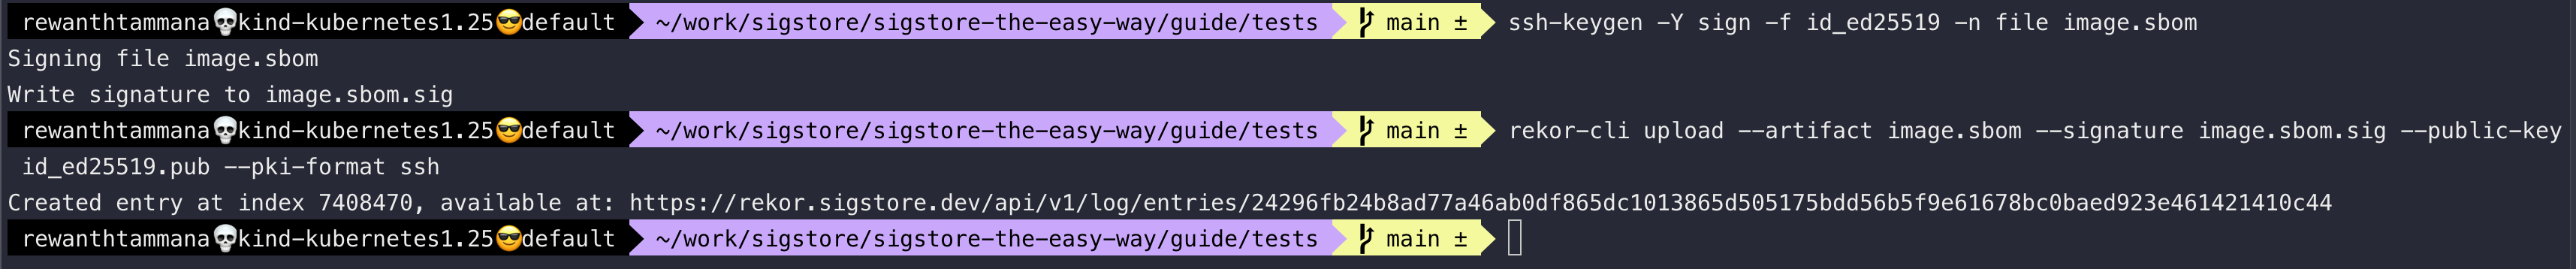 rewanthtammana💀kind-kubernetes1.25😎default ~/work/sigstore/sigstore-the-easy-way/guide/tests main ± ssh-keygen -Y sign -f id_ed25519 -n file image.sbom
Signing file image.sbom
Write signature to image.sbom.sig
rewanthtammana💀kind-kubernetes1.25😎default ~/work/sigstore/sigstore-the-easy-way/guide/tests main ± rekor-cli upload --artifact image.sbom --signature image.sbom.sig --public-key
id_ed25519.pub --pki-format ssh
Created entry at index 7408470, available at: https://rekor.sigstore.dev/api/v1/log/entries/24296fb24b8ad77a46ab0df865dc1013865d505175bdd56b5f9e61678bc0baed923e461421410c44
rewanthtammana💀kind-kubernetes1.25😎default ~/work/sigstore/sigstore-the-easy-way/guide/tests main ±